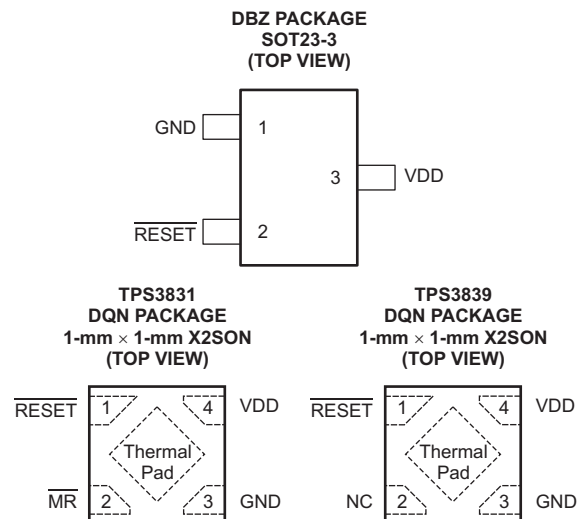 DBZ PACKAGE
SOT23-3
(TOP VIEW)
GND 1
3 VDD
RESET 2
TPS3831
DQN PACKAGE
1-mm × 1-mm X2SON
(TOP VIEW)
RESET 1 4 VDD
Thermal
Pad
MR 2 3 GND
TPS3839
DQN PACKAGE
1-mm × 1-mm X2SON
(TOP VIEW)
RESET 1 4 VDD
Thermal
Pad
NC 2 3 GND